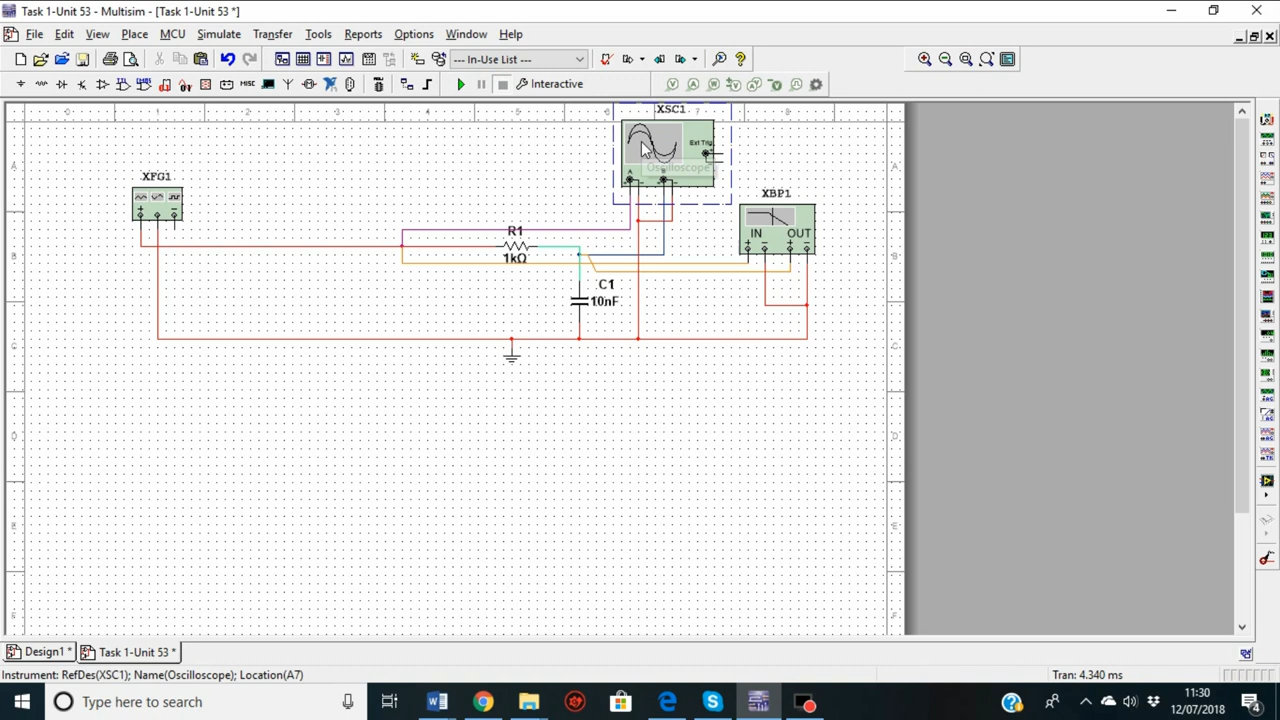 Task 1-Unit 53 - Multisim - [Task 1-Unit 53 *]
File Edit View Place MCU Simulate Transfer Tools Reports Options Window Help
--- In-Use List ---
Interactive
XSC1
Ext Trig
Oscilloscope
A
XFG1
XBP1
IN OUT
R1
1kΩ
C1
10nF
Design1 * Task 1-Unit 53 *
Instrument: RefDes(XSC1); Name(Oscilloscope); Location(A7) Tran: 4.340 ms
Type here to search
11:30
12/07/2018
4